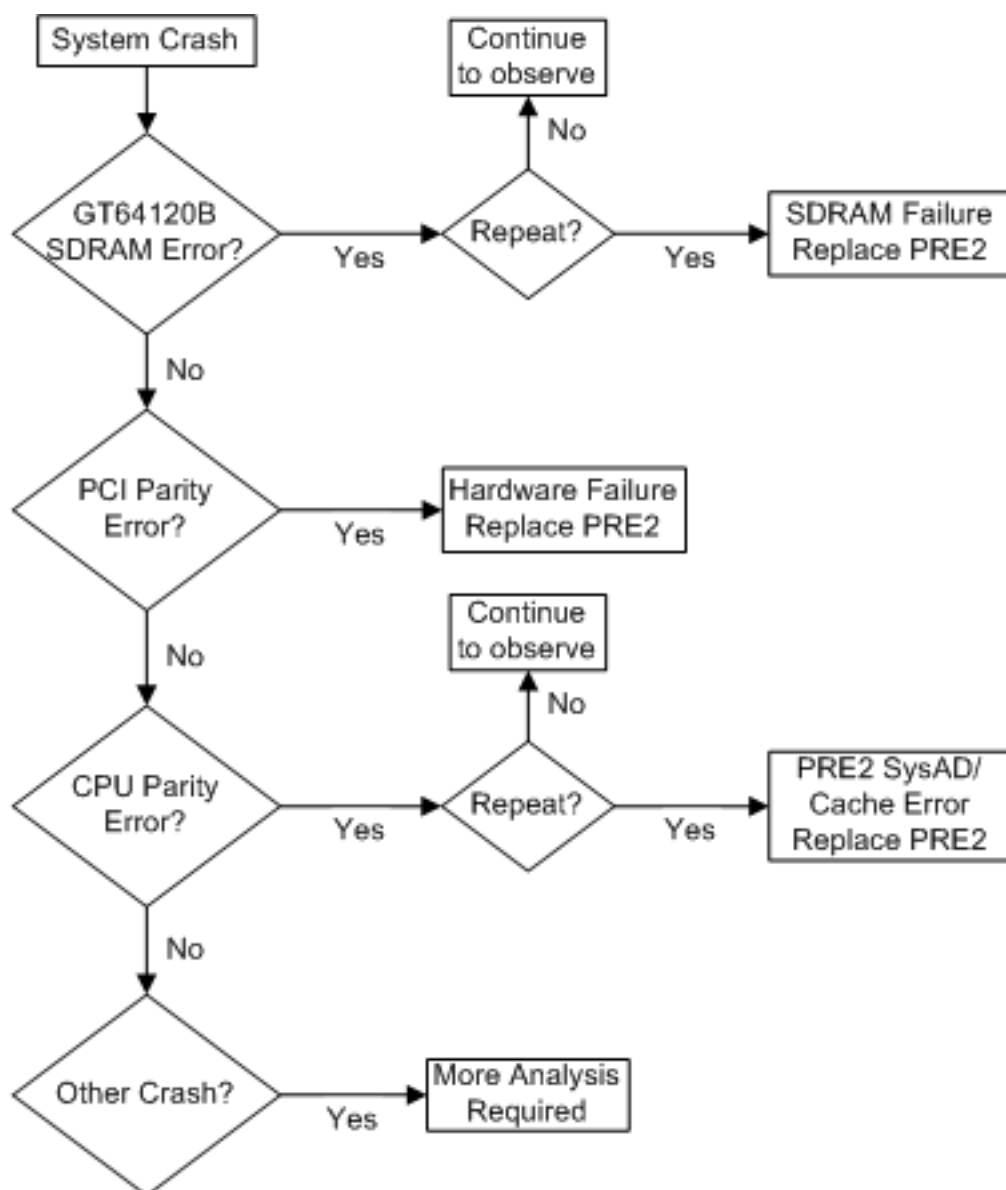 System Crash
Continue
to observe
No
GT64120B
SDRAM Error?
Yes
Repeat?
Yes
SDRAM Failure
Replace PRE2
No
PCI Parity
Error?
Yes
Hardware Failure
Replace PRE2
No
Continue
to observe
No
CPU Parity
Error?
Yes
Repeat?
Yes
PRE2 SysAD/
Cache Error
Replace PRE2
No
Other Crash?
Yes
More Analysis
Required